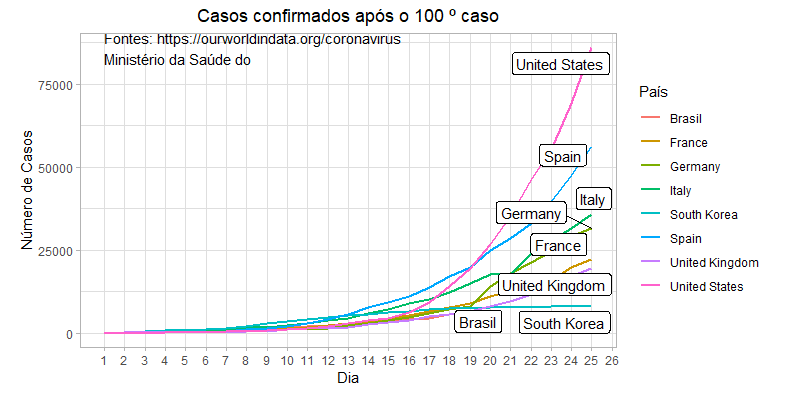 Casos confirmados após o 100 º caso
Fontes: https://ourworldindata.org/coronavirus
Ministério da Saúde do
Número de Casos
75000
50000
25000
0
United States
Spain
Italy
Germany
France
United Kingdom
Brasil
South Korea
1 2 3 4 5 6 7 8 9 10 11 12 13 14 15 16 17 18 19 20 21 22 23 24 25 26
Dia
País
Brasil
France
Germany
Italy
South Korea
Spain
United Kingdom
United States